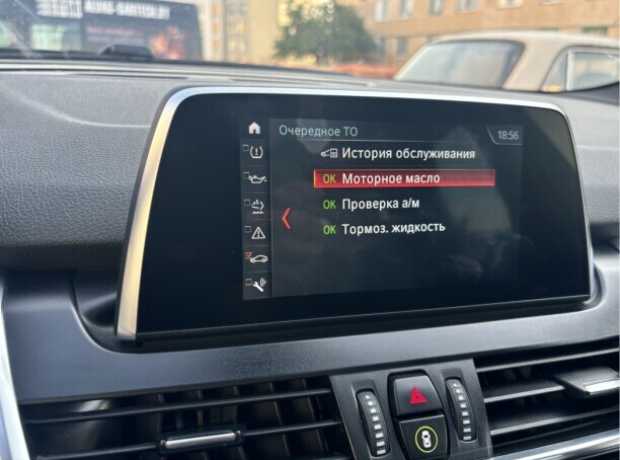 Очередное ТО
18:56
История обслуживания
OK Моторное масло
OK Проверка а/м
OK Тормоз. жидкость